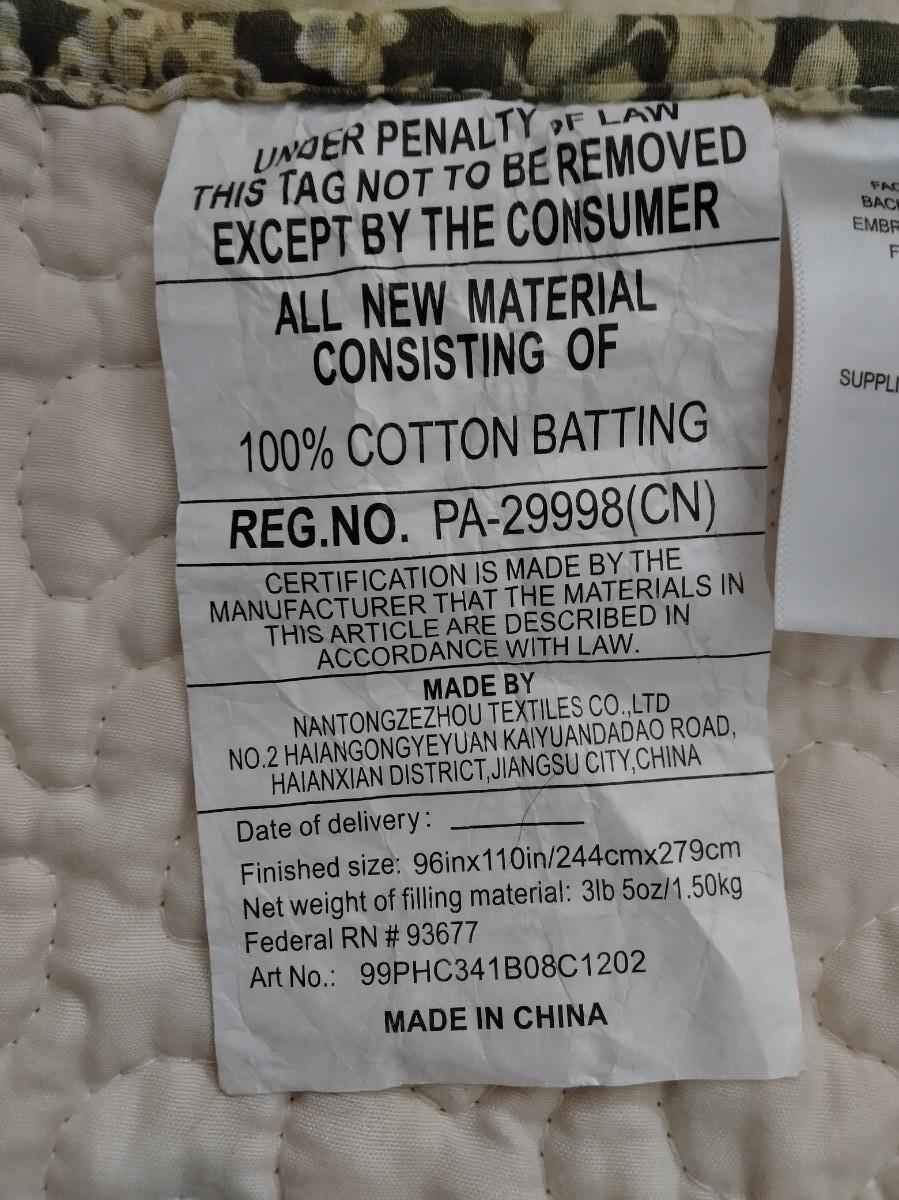 UNDER PENALTY OF LAW
THIS TAG NOT TO BE REMOVED
EXCEPT BY THE CONSUMER
ALL NEW MATERIAL
CONSISTING OF
100% COTTON BATTING
REG.NO. PA-29998(CN)
CERTIFICATION IS MADE BY THE
MANUFACTURER THAT THE MATERIALS IN
THIS ARTICLE ARE DESCRIBED IN
ACCORDANCE WITH LAW.
MADE BY
NANTONGZEZHOU TEXTILES CO.,LTD
NO.2 HAIANGONGYEYUAN KAIYUANDADAO ROAD,
HAIANXIAN DISTRICT,JIANGSU CITY,CHINA
Date of delivery:
Finished size: 96inx110in/244cmx279cm
Net weight of filling material: 3lb 5oz/1.50kg
Federal RN # 93677
Art No.: 99PHC341B08C1202
MADE IN CHINA